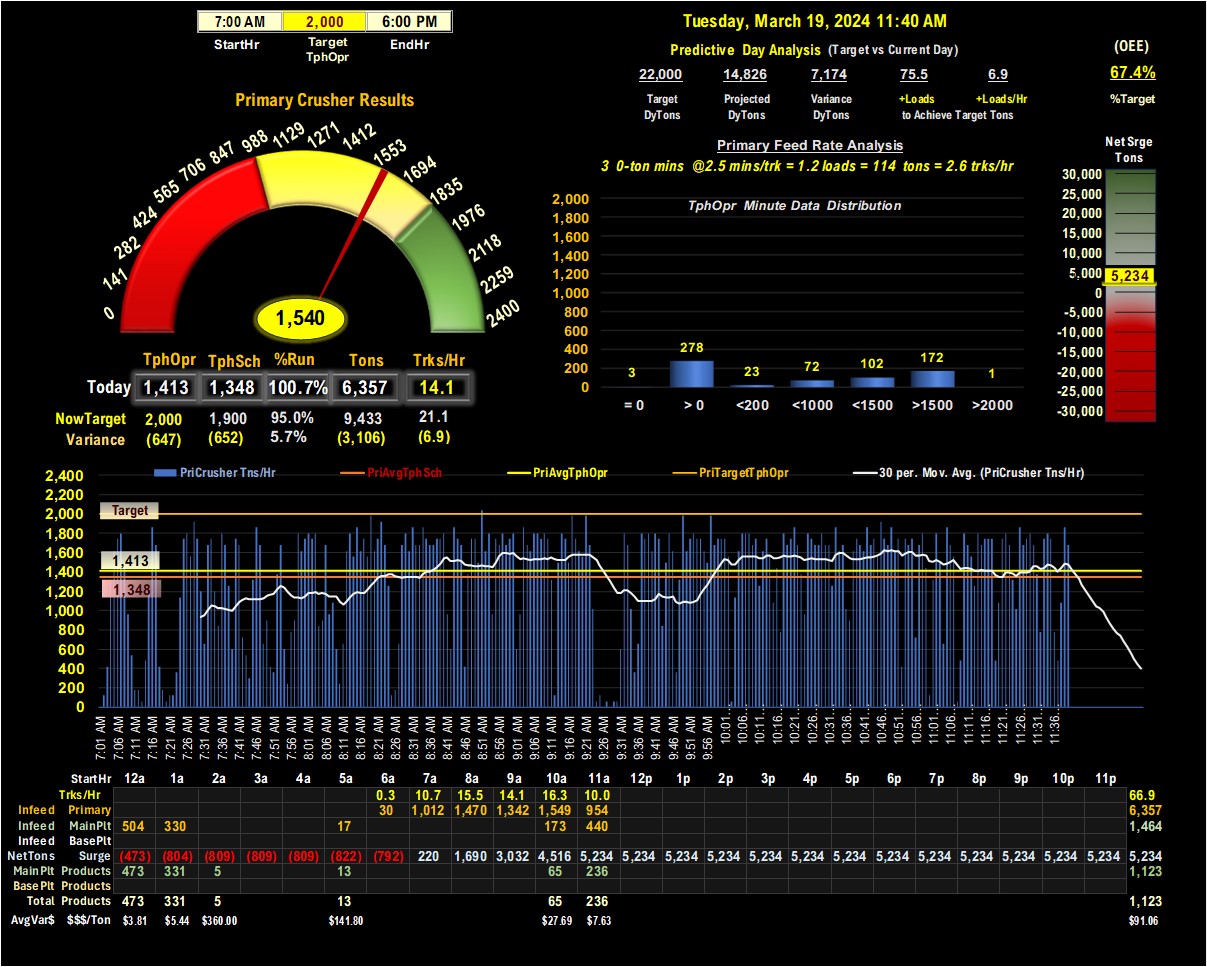 7:00 AM 2,000 6:00 PM
StartHr Target TphOpr EndHr
Tuesday, March 19, 2024 11:40 AM
Predictive Day Analysis (Target vs Current Day)
(OEE)
22,000 14,826 7,174 75.5 6.9
67.4%
Target DyTons Projected DyTons Variance DyTons +Loads +Loads/Hr to Achieve Target Tons
%Target
Primary Crusher Results
0 141 282 424 565 706 847 988 1129 1271 1412 1553 1694 1835 1976 2118 2259 2400
1,540
Primary Feed Rate Analysis
3 0-ton mins @2.5 mins/trk = 1.2 loads = 114 tons = 2.6 trks/hr
TphOpr Minute Data Distribution
2,000
1,800
1,600
1,400
1,200
1,000
800
600
400
200
0
3 278 23 72 102 172 1
= 0 > 0 <200 <1000 <1500 >1500 >2000
Net Srge
Tons
30,000
25,000
20,000
15,000
10,000
5,000
5,234
0
-5,000
-10,000
-15,000
-20,000
-25,000
-30,000
TphOpr TphSch %Run Tons Trks/Hr
Today 1,413 1,348 100.7% 6,357 14.1
NowTarget 2,000 1,900 95.0% 9,433 21.1
Variance (647) (652) 5.7% (3,106) (6.9)
PriCrusher Tns/Hr PriAvgTphSch PriAvgTphOpr PriTargetTphOpr 30 per. Mov. Avg. (PriCrusher Tns/Hr)
2,400
2,200
2,000
1,800
1,600
1,400
1,200
1,000
800
600
400
200
0
Target
1,413
1,348
7:01 AM 7:06 AM 7:11 AM 7:16 AM 7:21 AM 7:26 AM 7:31 AM 7:36 AM 7:41 AM 7:46 AM 7:51 AM 7:56 AM 8:01 AM 8:06 AM 8:11 AM 8:16 AM 8:21 AM 8:26 AM 8:31 AM 8:36 AM 8:41 AM 8:46 AM 8:51 AM 8:56 AM 9:01 AM 9:06 AM 9:11 AM 9:16 AM 9:21 AM 9:26 AM 9:31 AM 9:36 AM 9:41 AM 9:46 AM 9:51 AM 9:56 AM 10:01… 10:06… 10:11… 10:16… 10:21… 10:26… 10:31… 10:36… 10:41… 10:46… 10:51… 10:56… 11:01… 11:06… 11:11… 11:16… 11:21… 11:26… 11:31… 11:36…
StartHr 12a 1a 2a 3a 4a 5a 6a 7a 8a 9a 10a 11a 12p 1p 2p 3p 4p 5p 6p 7p 8p 9p 10p 11p
Trks/Hr 0.3 10.7 15.5 14.1 16.3 10.0 66.9
Infeed Primary 30 1,012 1,470 1,342 1,549 954 6,357
Infeed MainPlt 504 330 17 173 440 1,464
Infeed BasePlt
NetTons Surge (473) (804) (809) (809) (809) (822) (792) 220 1,690 3,032 4,516 5,234 5,234 5,234 5,234 5,234 5,234 5,234 5,234 5,234 5,234 5,234 5,234 5,234 5,234
MainPlt Products 473 331 5 13 65 236 1,123
BasePlt Products
Total Products 473 331 5 13 65 236 1,123
AvgVar$ $$$/Ton $3.81 $5.44 $360.00 $141.80 $27.69 $7.63 $91.06